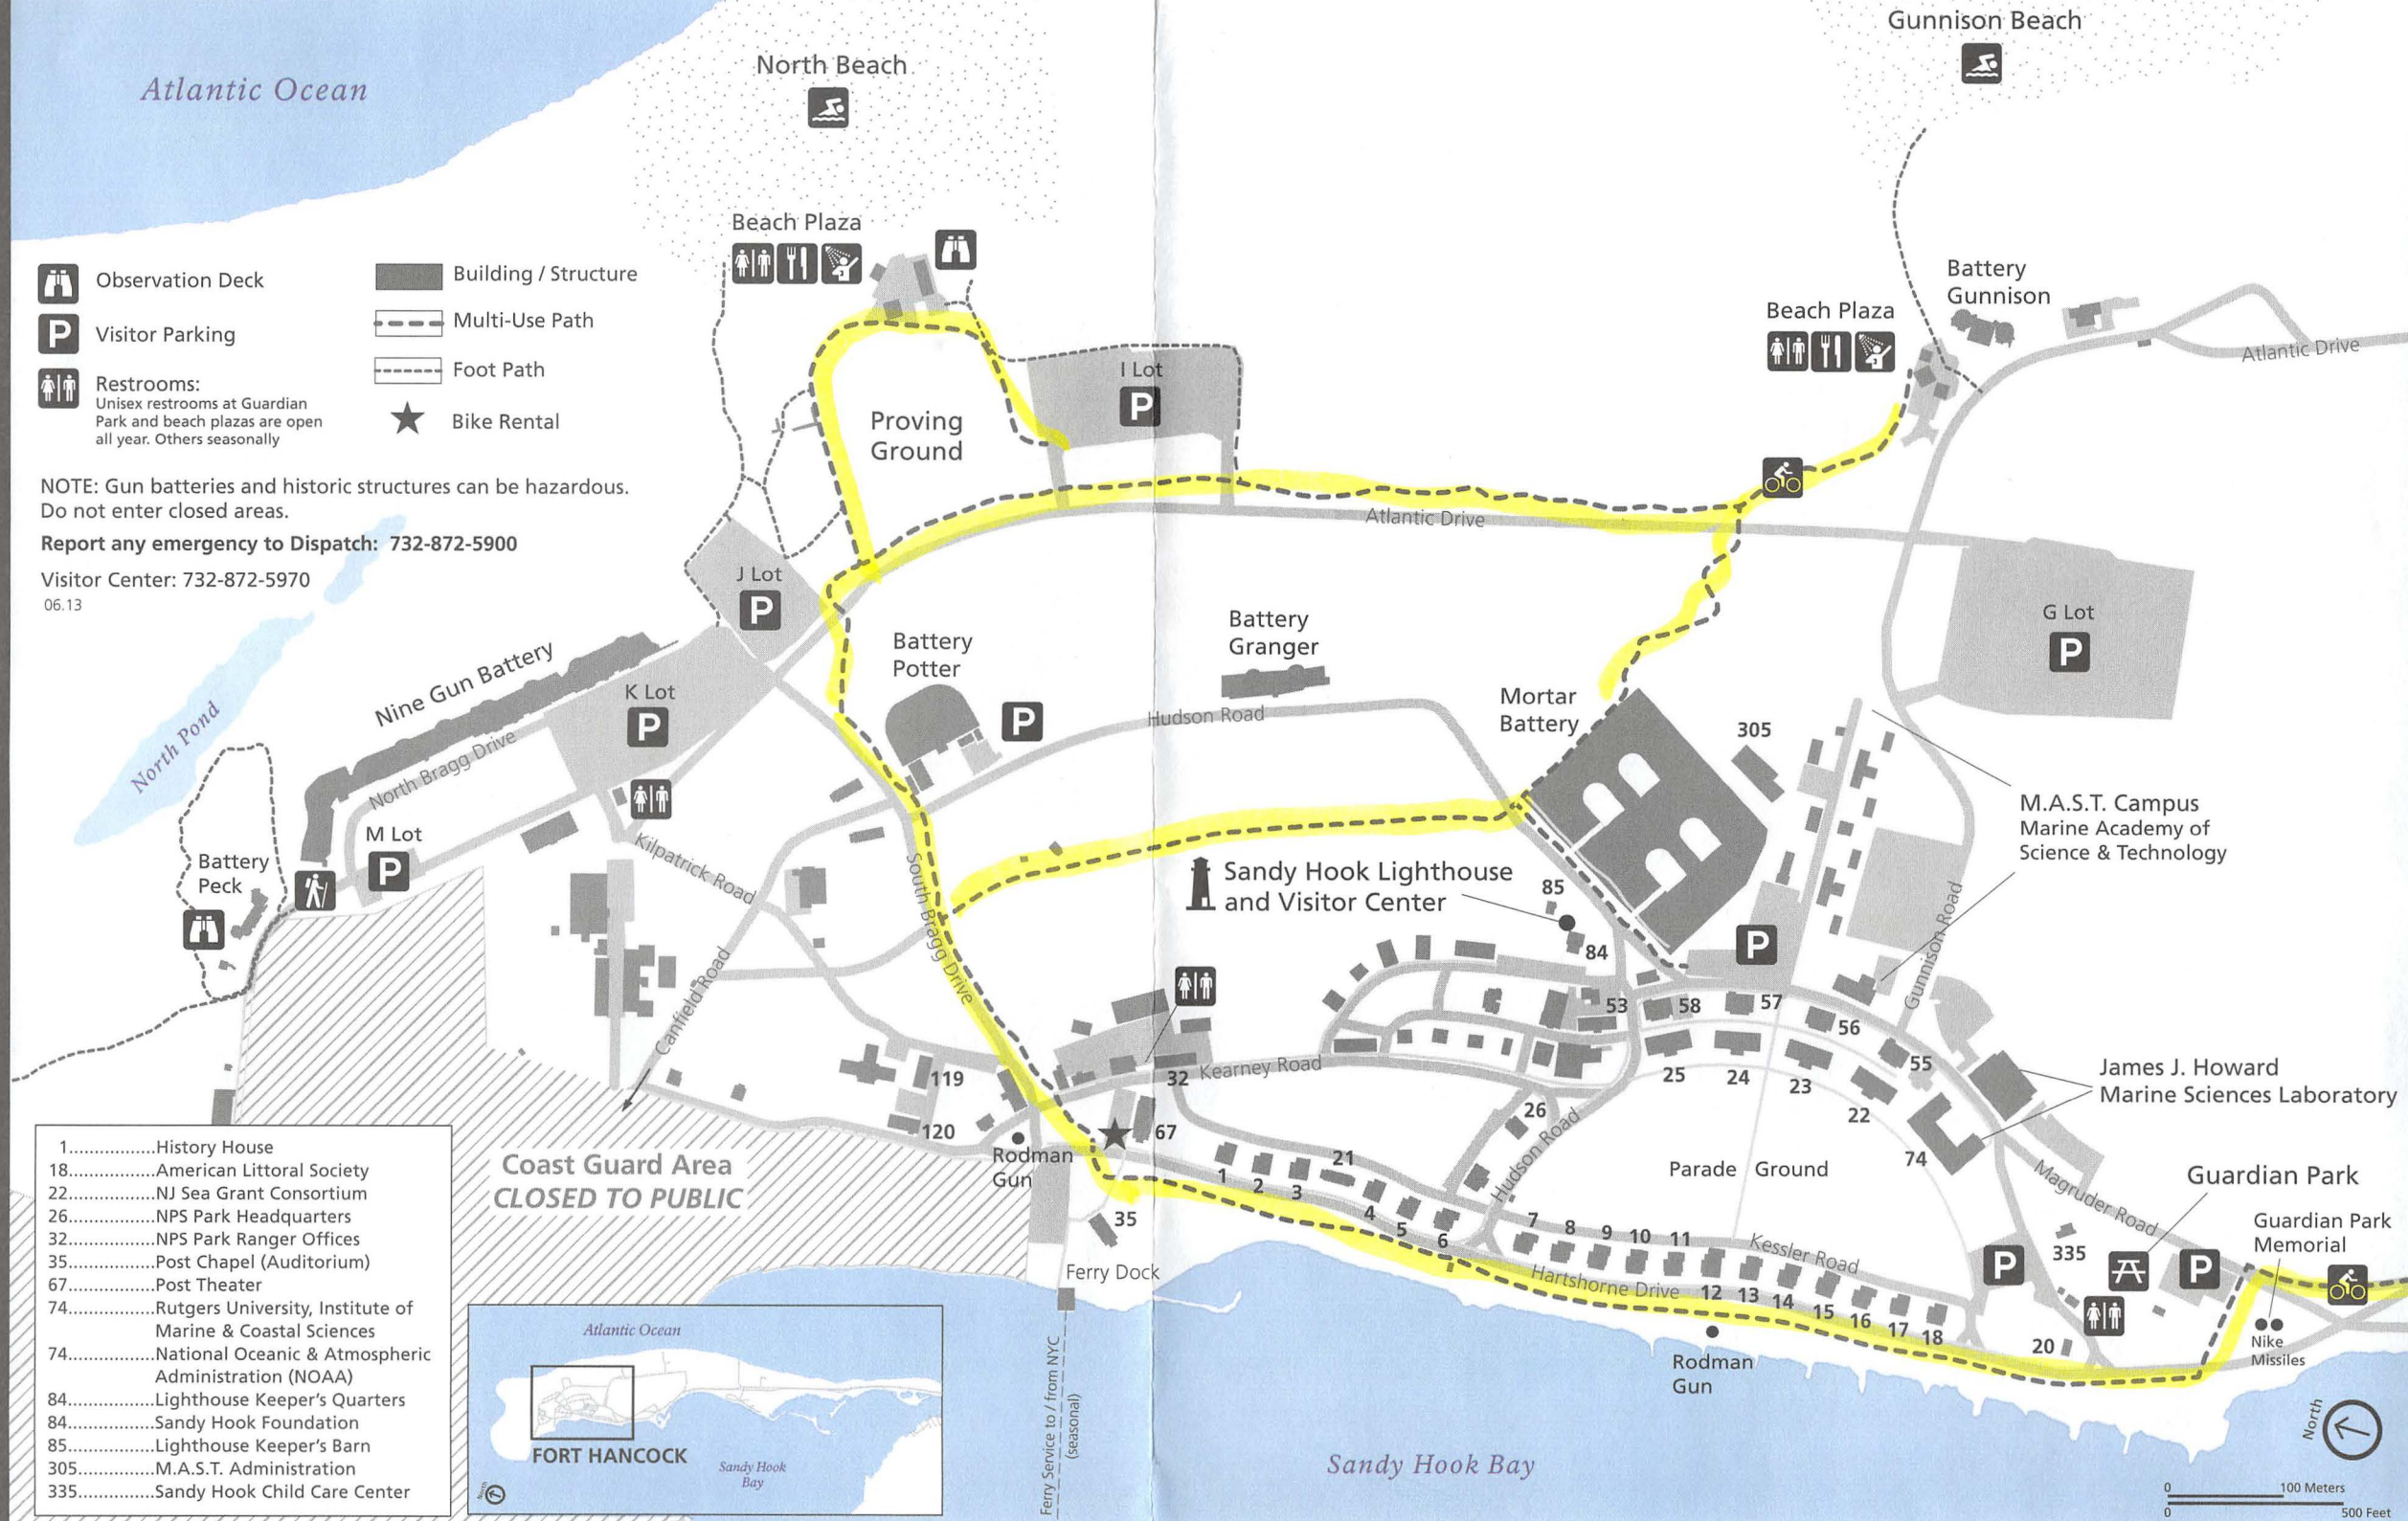 Gunnison Beach
North Beach
Atlantic Ocean
Beach Plaza
Battery
Gunnison
Beach Plaza
Observation Deck
Building / Structure
P
Visitor Parking
Multi-Use Path
Restrooms:
Unisex restrooms at Guardian
Park and beach plazas are open
all year. Others seasonally
Foot Path
Bike Rental
Atlantic Drive
I Lot
P
Proving
Ground
NOTE: Gun batteries and historic structures can be hazardous.
Do not enter closed areas.
Report any emergency to Dispatch: 732-872-5900
Visitor Center: 732-872-5970
06.13
Atlantic Drive
J Lot
P
G Lot
P
Battery
Potter
P
Battery
Granger
Hudson Road
Mortar
Battery
305
Nine Gun Battery
K Lot
P
North Pond
North Bragg Drive
M Lot
P
Battery
Peck
Kilpatrick Road
South Bragg Drive
Canfield Road
Sandy Hook Lighthouse
and Visitor Center
85
84
P
M.A.S.T. Campus
Marine Academy of
Science & Technology
Gunnison Road
53
58
57
56
55
119
120
32
Kearney Road
25
24
23
22
74
26
Hudson Road
James J. Howard
Marine Sciences Laboratory
67
Rodman
Gun
35
Ferry Dock
1
2
3
21
4
5
6
Parade Ground
Magruder Road
Guardian Park
Guardian Park
Memorial
7
8
9
10
11
Kessler Road
Hartshorne Drive
12
13
14
15
16
17
18
P
335
P
20
Nike
Missiles
Rodman
Gun
Coast Guard Area
CLOSED TO PUBLIC
1................History House
18................American Littoral Society
22................NJ Sea Grant Consortium
26................NPS Park Headquarters
32................NPS Park Ranger Offices
35................Post Chapel (Auditorium)
67................Post Theater
74................Rutgers University, Institute of
Marine & Coastal Sciences
74................National Oceanic & Atmospheric
Administration (NOAA)
84................Lighthouse Keeper's Quarters
84................Sandy Hook Foundation
85................Lighthouse Keeper's Barn
305...............M.A.S.T. Administration
335...............Sandy Hook Child Care Center
Atlantic Ocean
FORT HANCOCK
Sandy Hook
Bay
North
Ferry Service to / from NYC
(seasonal)
Sandy Hook Bay
North
0 100 Meters
0 500 Feet